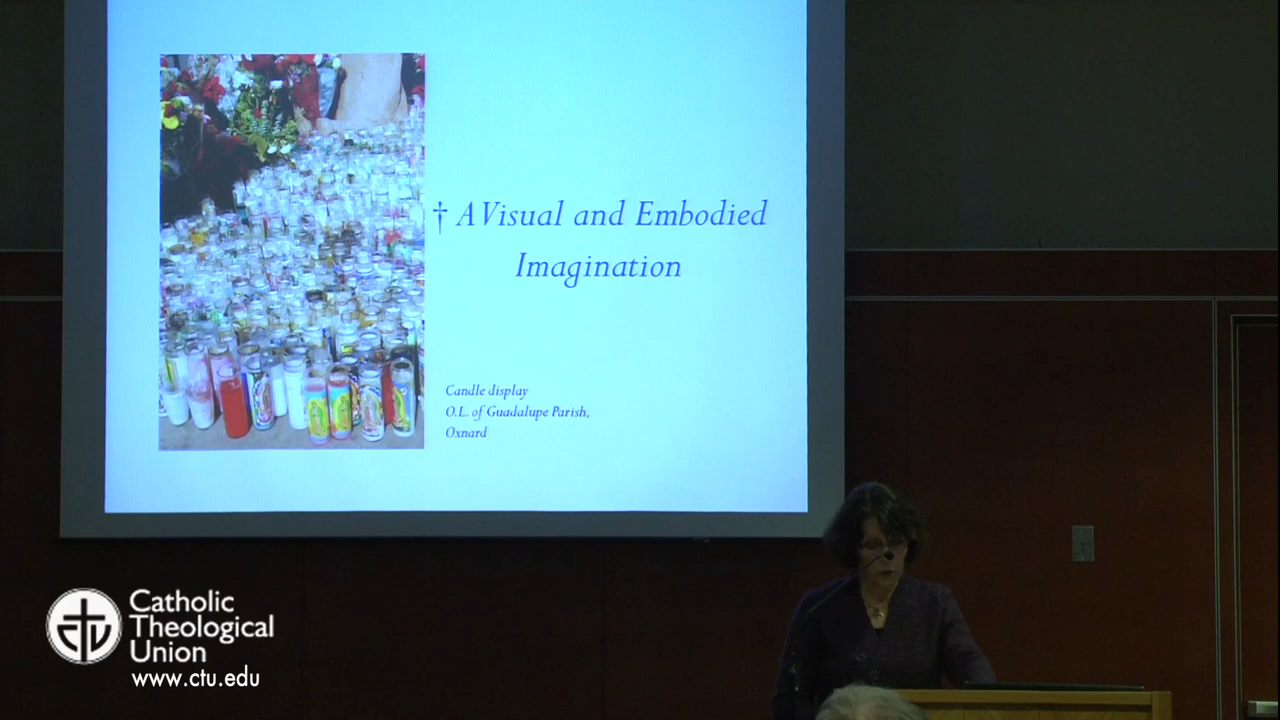 † A Visual and Embodied
Imagination
Candle display
O.L. of Guadalupe Parish,
Oxnard
Catholic
Theological
Union
www.ctu.edu